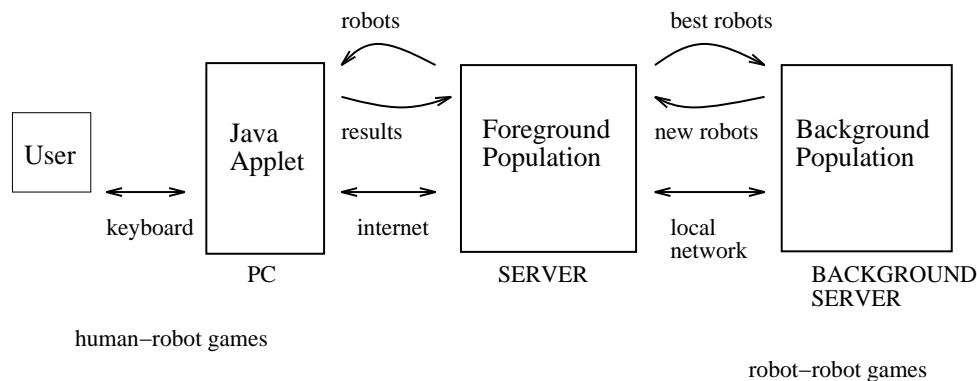 robots
best robots
User
Java
Applet
results
Foreground
Population
new robots
Background
Population
keyboard
internet
local
network
PC
SERVER
BACKGROUND
SERVER
human−robot games
robot−robot games